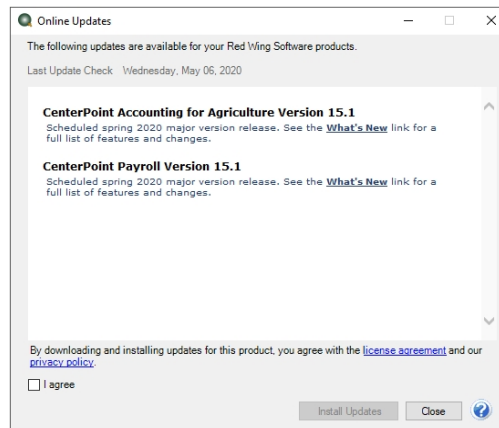 Online Updates
The following updates are available for your Red Wing Software products.
Last Update Check Wednesday, May 06, 2020
CenterPoint Accounting for Agriculture Version 15.1
Scheduled spring 2020 major version release. See the What's New link for a
full list of features and changes.
CenterPoint Payroll Version 15.1
Scheduled spring 2020 major version release. See the What's New link for a
full list of features and changes.
By downloading and installing updates for this product, you agree with the license agreement and our
privacy policy.
I agree
Install Updates
Close
?